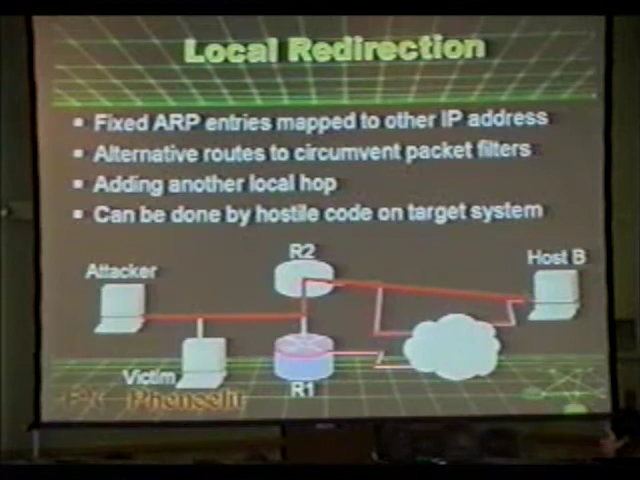 Local Redirection
▪ Fixed ARP entries mapped to other IP address
▪ Alternative routes to circumvent packet filters
▪ Adding another local hop
▪ Can be done by hostile code on target system
R2
Host B
Attacker
Victim
R1
Phenoelit